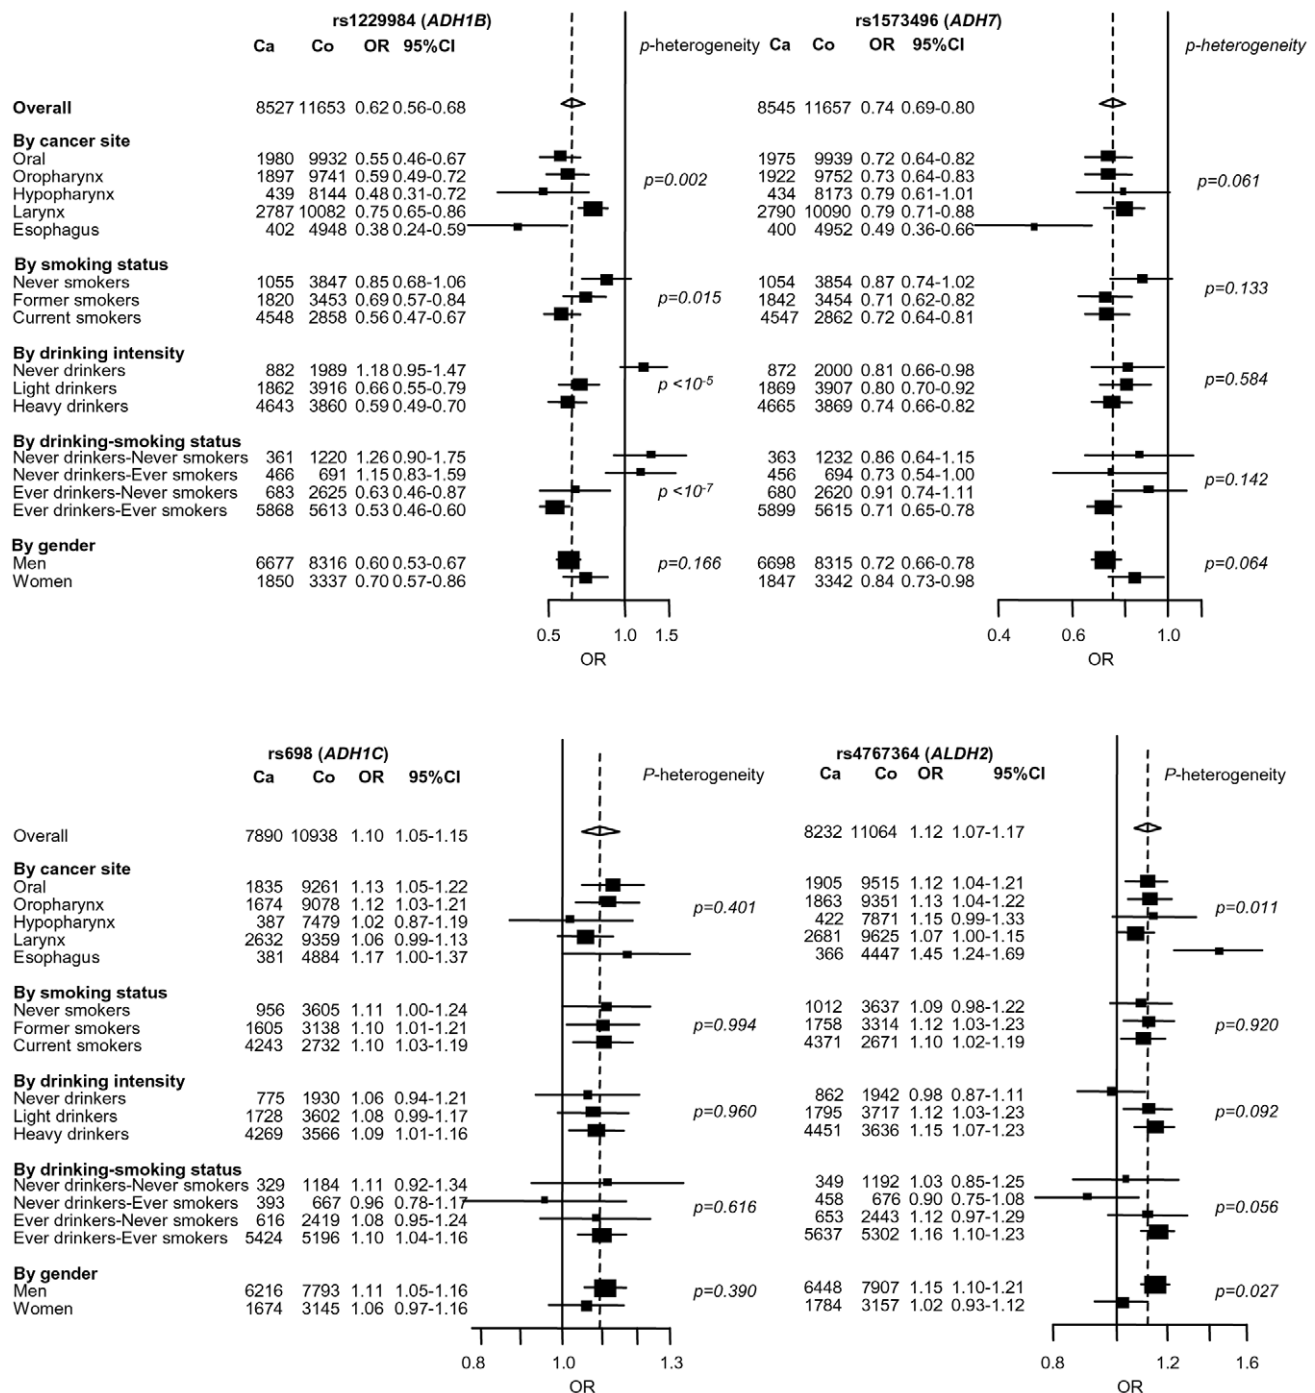 rs1229984 (ADH1B)
Ca Co OR 95%CI p-heterogeneity
Overall 8527 11653 0.62 0.56-0.68
By cancer site
Oral 1980 9932 0.55 0.46-0.67
Oropharynx 1897 9741 0.59 0.49-0.72
p=0.002
Hypopharynx 439 8144 0.48 0.31-0.72
Larynx 2787 10082 0.75 0.65-0.86
Esophagus 402 4948 0.38 0.24-0.59
By smoking status
Never smokers 1055 3847 0.85 0.68-1.06
Former smokers 1820 3453 0.69 0.57-0.84 p=0.015
Current smokers 4548 2858 0.56 0.47-0.67
By drinking intensity
Never drinkers 882 1989 1.18 0.95-1.47
Light drinkers 1862 3916 0.66 0.55-0.79 p <10-5
Heavy drinkers 4643 3860 0.59 0.49-0.70
By drinking-smoking status
Never drinkers-Never smokers 361 1220 1.26 0.90-1.75
Never drinkers-Ever smokers 466 691 1.15 0.83-1.59
p <10-7
Ever drinkers-Never smokers 683 2625 0.63 0.46-0.87
Ever drinkers-Ever smokers 5868 5613 0.53 0.46-0.60
By gender
Men 6677 8316 0.60 0.53-0.67
p=0.166
Women 1850 3337 0.70 0.57-0.86
0.5 1.0 1.5
OR
rs1573496 (ADH7)
Ca Co OR 95%CI p-heterogeneity
8545 11657 0.74 0.69-0.80
1975 9939 0.72 0.64-0.82
1922 9752 0.73 0.64-0.83
p=0.061
434 8173 0.79 0.61-1.01
2790 10090 0.79 0.71-0.88
400 4952 0.49 0.36-0.66
1054 3854 0.87 0.74-1.02
p=0.133
1842 3454 0.71 0.62-0.82
4547 2862 0.72 0.64-0.81
872 2000 0.81 0.66-0.98
p=0.584
1869 3907 0.80 0.70-0.92
4665 3869 0.74 0.66-0.82
363 1232 0.86 0.64-1.15
456 694 0.73 0.54-1.00
p=0.142
680 2620 0.91 0.74-1.11
5899 5615 0.71 0.65-0.78
6698 8315 0.72 0.66-0.78
p=0.064
1847 3342 0.84 0.73-0.98
0.4 0.6 1.0
OR
rs698 (ADH1C)
Ca Co OR 95%CI P-heterogeneity
Overall 7890 10938 1.10 1.05-1.15
By cancer site
Oral 1835 9261 1.13 1.05-1.22
Oropharynx 1674 9078 1.12 1.03-1.21
p=0.401
Hypopharynx 387 7479 1.02 0.87-1.19
Larynx 2632 9359 1.06 0.99-1.13
Esophagus 381 4884 1.17 1.00-1.37
By smoking status
Never smokers 956 3605 1.11 1.00-1.24
Former smokers 1605 3138 1.10 1.01-1.21 p=0.994
Current smokers 4243 2732 1.10 1.03-1.19
By drinking intensity
Never drinkers 775 1930 1.06 0.94-1.21
Light drinkers 1728 3602 1.08 0.99-1.17 p=0.960
Heavy drinkers 4269 3566 1.09 1.01-1.16
By drinking-smoking status
Never drinkers-Never smokers 329 1184 1.11 0.92-1.34
Never drinkers-Ever smokers 393 667 0.96 0.78-1.17
p=0.616
Ever drinkers-Never smokers 616 2419 1.08 0.95-1.24
Ever drinkers-Ever smokers 5424 5196 1.10 1.04-1.16
By gender
Men 6216 7793 1.11 1.05-1.16 p=0.390
Women 1674 3145 1.06 0.97-1.16
0.8 1.0 1.3
OR
rs4767364 (ALDH2)
Ca Co OR 95%CI P-heterogeneity
8232 11064 1.12 1.07-1.17
1905 9515 1.12 1.04-1.21
1863 9351 1.13 1.04-1.22
p=0.011
422 7871 1.15 0.99-1.33
2681 9625 1.07 1.00-1.15
366 4447 1.45 1.24-1.69
1012 3637 1.09 0.98-1.22
1758 3314 1.12 1.03-1.23 p=0.920
4371 2671 1.10 1.02-1.19
862 1942 0.98 0.87-1.11
1795 3717 1.12 1.03-1.23 p=0.092
4451 3636 1.15 1.07-1.23
349 1192 1.03 0.85-1.25
458 676 0.90 0.75-1.08
p=0.056
653 2443 1.12 0.97-1.29
5637 5302 1.16 1.10-1.23
6448 7907 1.15 1.10-1.21
p=0.027
1784 3157 1.02 0.93-1.12
0.8 1.2 1.6
OR